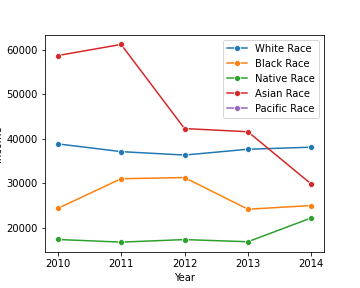 White Race
Black Race
Native Race
Asian Race
Pacific Race
60000
50000
40000
30000
20000
2010
2011
2012
2013
2014
Year